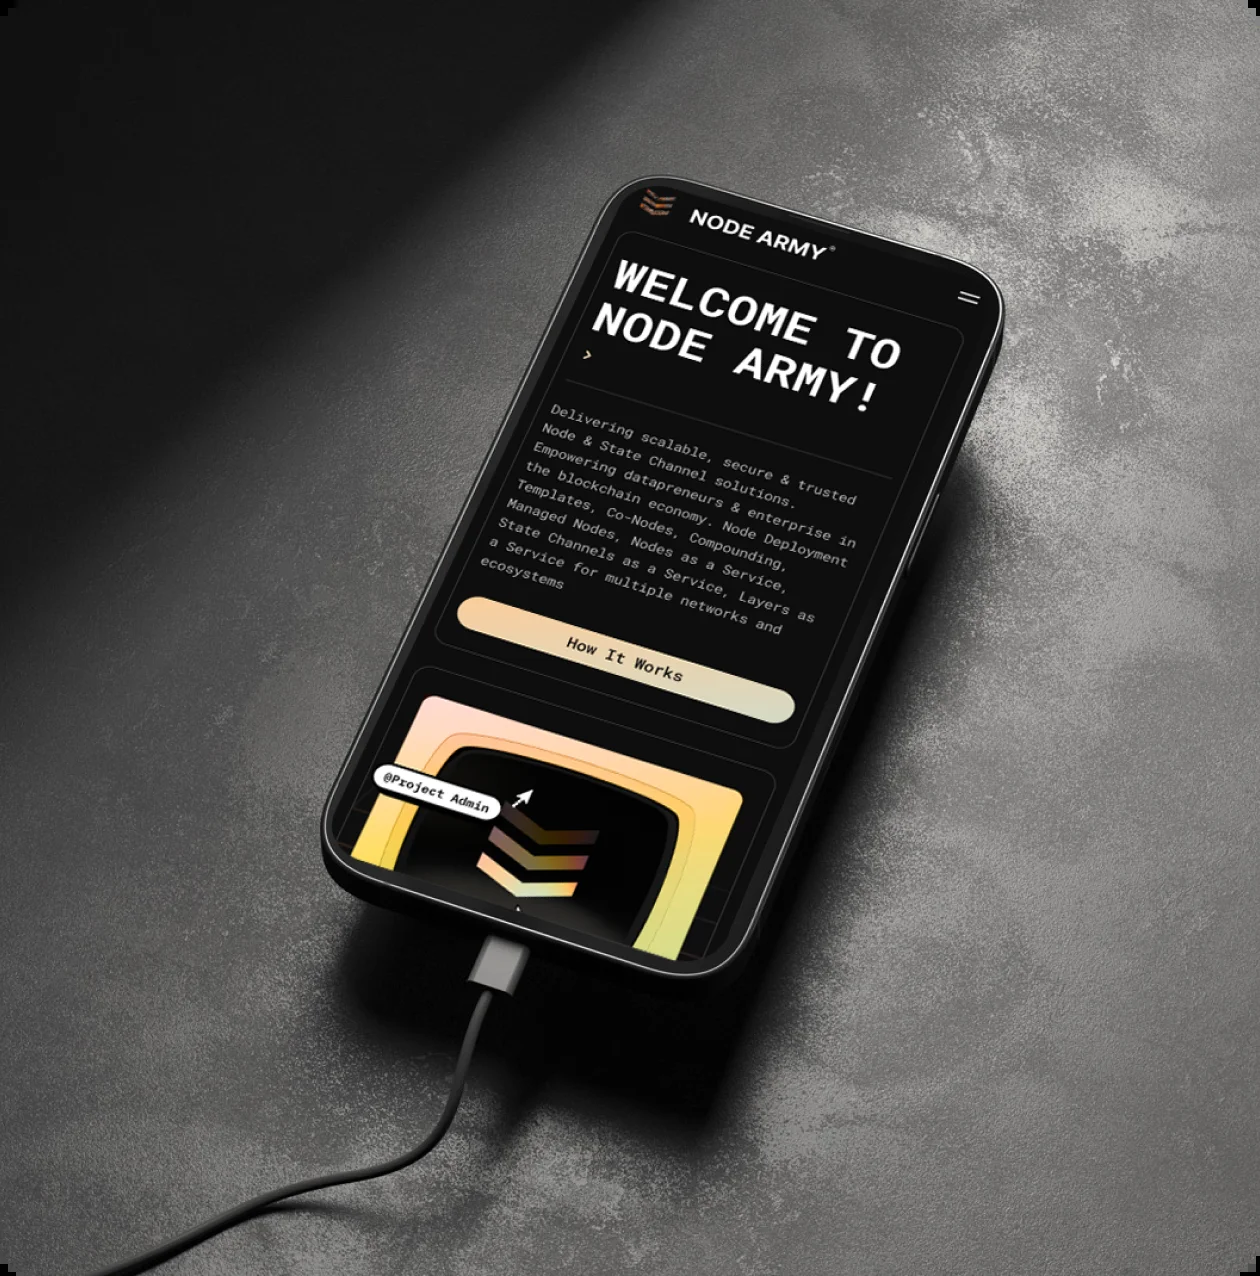 NODE ARMY®
WELCOME TO
NODE ARMY!
>
Delivering scalable, secure & trusted
Node & State Channel solutions.
Empowering datapreneurs & enterprise in
the blockchain economy. Node Deployment
Templates, Co-Nodes, Compounding,
Managed Nodes, Nodes as a Service,
State Channels as a Service, Layers as
a Service for multiple networks and
ecosystems
How It Works
@Project Admin